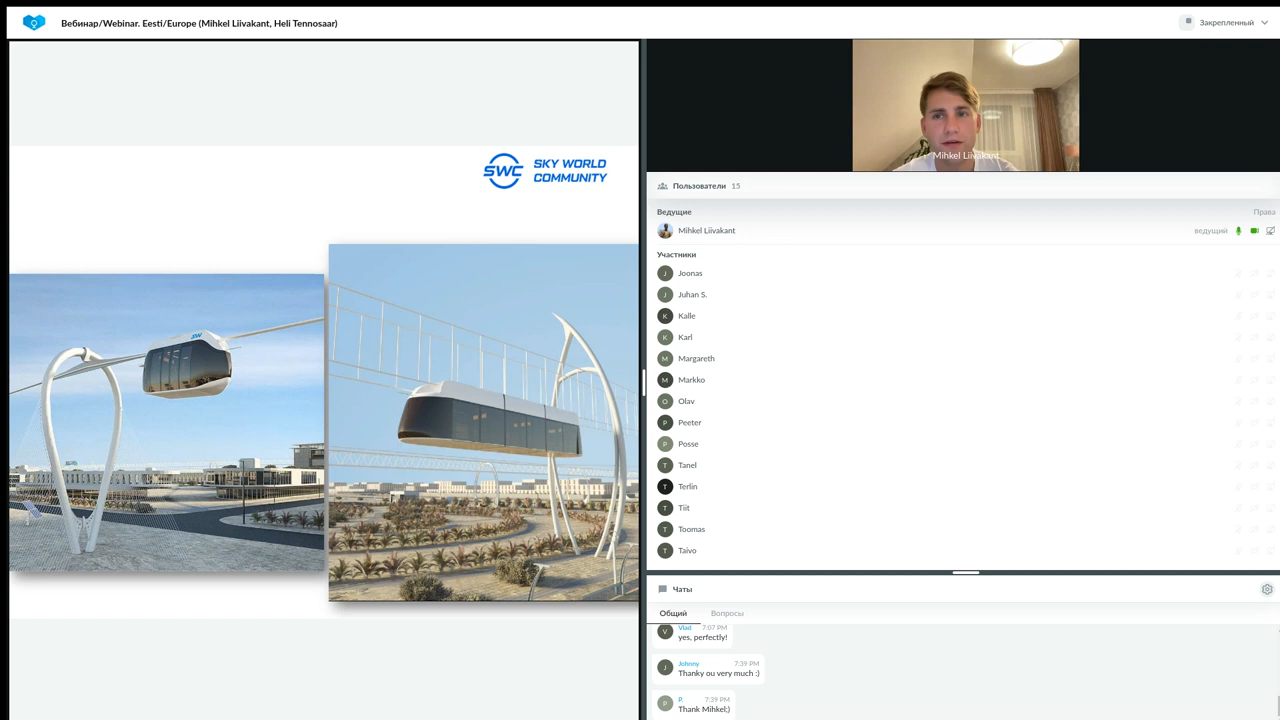 Вебинар/Webinar. Eesti/Europe (Mihkel Liivakant, Heli Tennosaar)
Закрепленный
SWC SKY WORLD
COMMUNITY
Mihkel Liivakant
Пользователи 15
Ведущие Права
Mihkel Liivakant ведущий
Участники
J Joonas
J Juhan S.
K Kalle
K Karl
M Margareth
M Markko
O Olav
P Peeter
P Posse
T Tanel
T Terlin
T Tiit
T Toomas
T Taivo
Чаты
Общий Вопросы
V Vlad 7:07 PM
yes, perfectly!
J Johnny 7:39 PM
Thanky ou very much :)
P P. 7:39 PM
Thank Mihkel;)